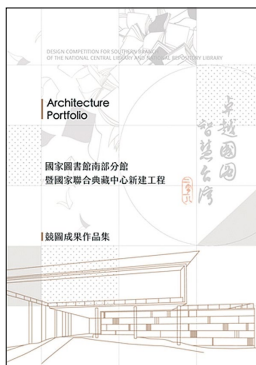 DESIGN COMPETITION FOR SOUTHERN BRANCH
OF THE NATIONAL CENTRAL LIBRARY AND NATIONAL REPOSITORY LIBRARY
Architecture
Portfolio
卓越國圖
智慧台灣
國家圖書館南部分館
暨國家聯合典藏中心新建工程
競圖成果作品集